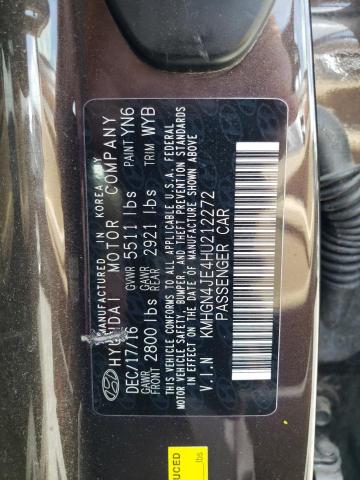 MANUFACTURED IN KOREA BY
HYUNDAI MOTOR COMPANY
DEC/17/16 GVWR 5511 lbs PAINT YN6
GAWR FRONT 2800 lbs GAWR REAR 2921 lbs TRIM WYB
THIS VEHICLE CONFORMS TO ALL APPLICABLE U.S.A. FEDERAL
MOTOR VEHICLE SAFETY, BUMPER, AND THEFT PREVENTION STANDARDS
IN EFFECT ON THE DATE OF MANUFACTURE SHOWN ABOVE
V.I.N KMHGN4JE4HU212272
PASSENGER CAR
DUCED
lbs